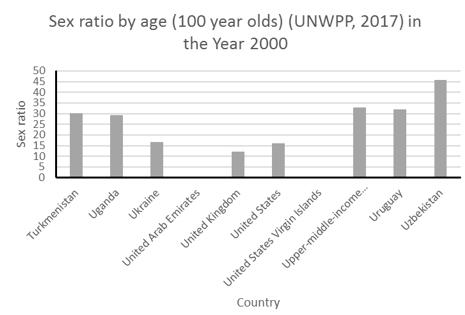 Sex ratio by age (100 year olds) (UNWPP, 2017) in
the Year 2000
50
45
40
35
30
25
20
15
10
5
0
Sex ratio
Turkmenistan
Uganda
Ukraine
United Arab Emirates
United Kingdom
United States
United States Virgin Islands
Upper-middle-income...
Uruguay
Uzbekistan
Country